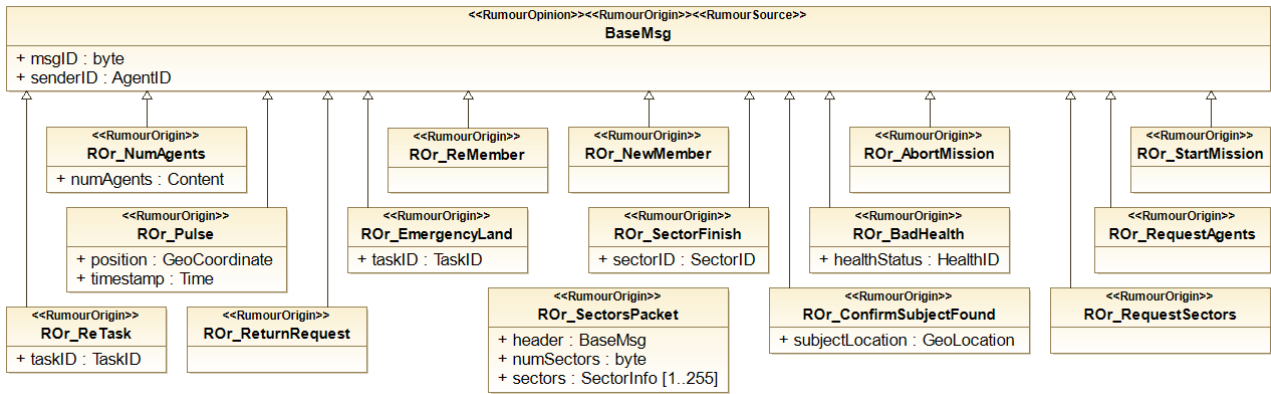 <<RumourOpinion>><<RumourOrigin>><<RumourSource>>
BaseMsg
+ msgID : byte
+ senderID : AgentID
<<RumourOrigin>>
ROr_NumAgents
+ numAgents : Content
<<RumourOrigin>>
ROr_ReMember
<<RumourOrigin>>
ROr_NewMember
<<RumourOrigin>>
ROr_AbortMission
<<RumourOrigin>>
ROr_StartMission
<<RumourOrigin>>
ROr_Pulse
+ position : GeoCoordinate
+ timestamp : Time
<<RumourOrigin>>
ROr_EmergencyLand
+ taskID : TaskID
<<RumourOrigin>>
ROr_SectorFinish
+ sectorID : SectorID
<<RumourOrigin>>
ROr_BadHealth
+ healthStatus : HealthID
<<RumourOrigin>>
ROr_RequestAgents
<<RumourOrigin>>
ROr_ReTask
+ taskID : TaskID
<<RumourOrigin>>
ROr_ReturnRequest
<<RumourOrigin>>
ROr_SectorsPacket
+ header : BaseMsg
+ numSectors : byte
+ sectors : SectorInfo [1..255]
<<RumourOrigin>>
ROr_ConfirmSubjectFound
+ subjectLocation : GeoLocation
<<RumourOrigin>>
ROr_RequestSectors